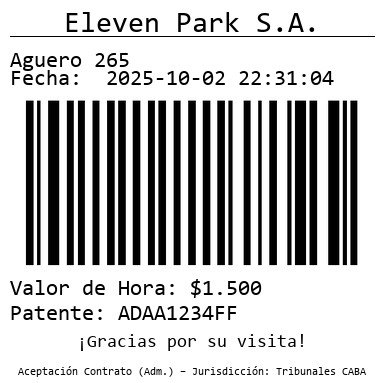 Eleven Park S.A.
Aguero 265
Fecha:  2025-10-02 22:31:04
Valor de Hora: $1.500
Patente: ADAA1234FF
¡Gracias por su visita!
Aceptación Contrato (Adm.) – Jurisdicción: Tribunales CABA